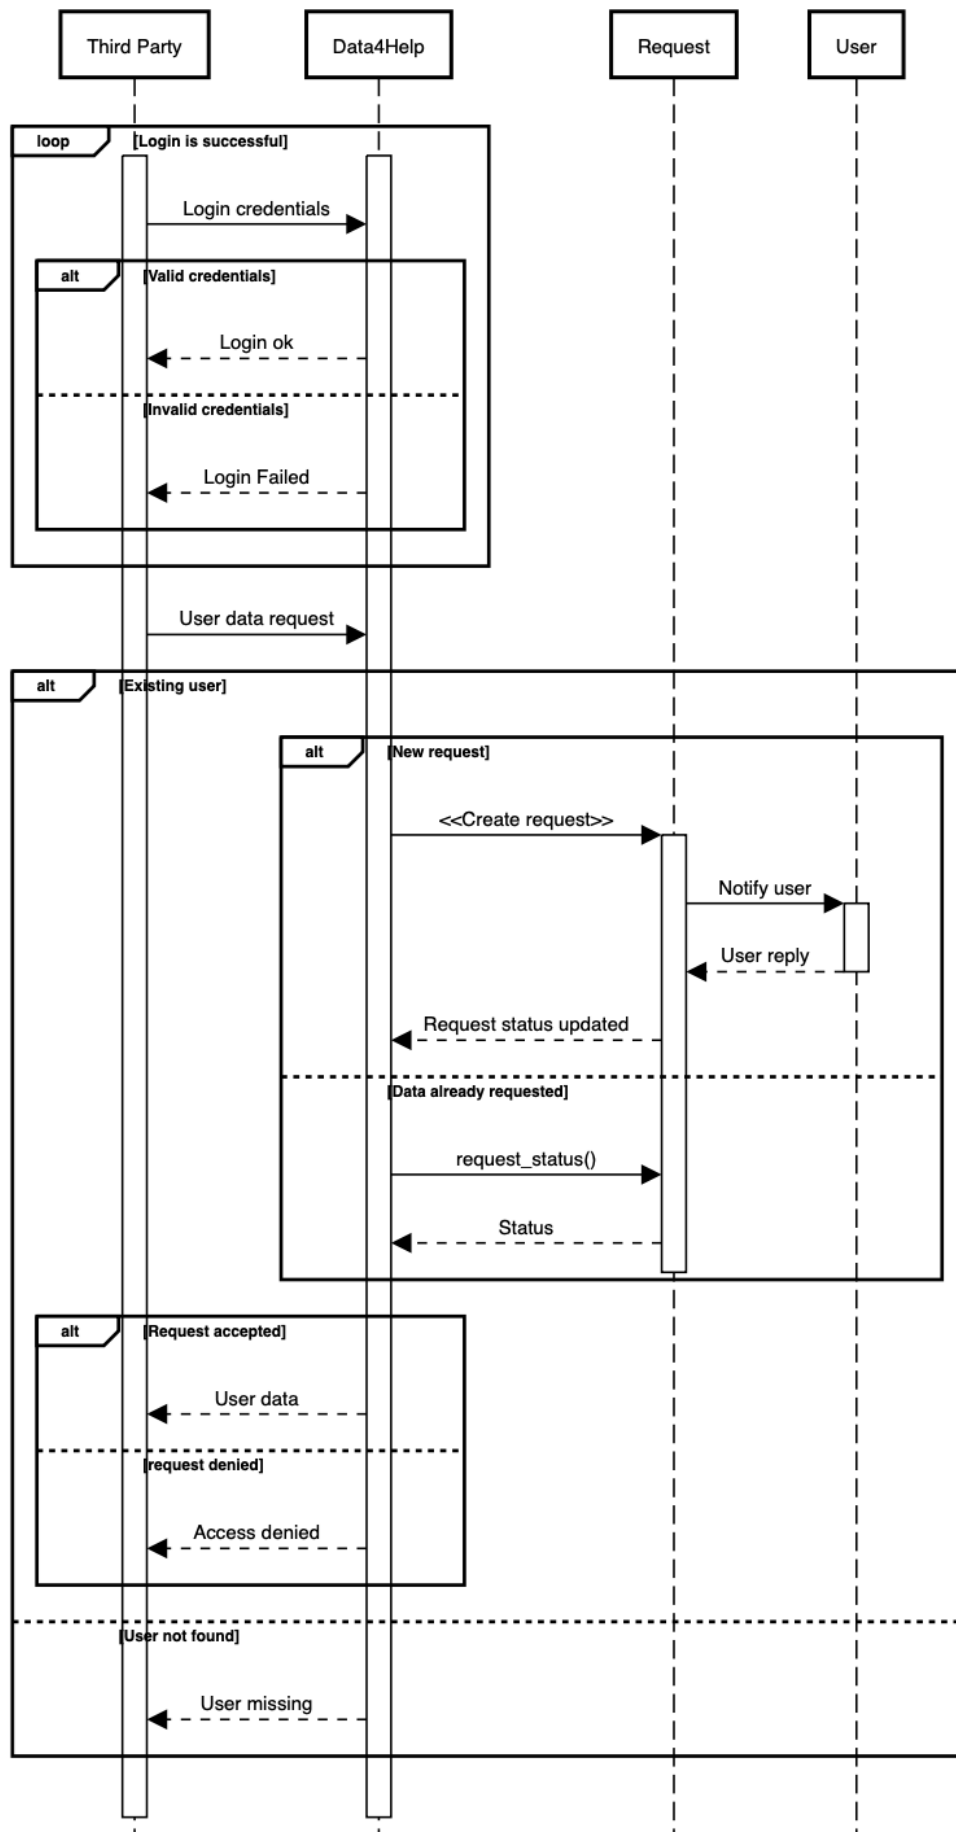 Third Party
Data4Help
Request
User
loop
[Login is successful]
Login credentials
alt
[Valid credentials]
Login ok
[Invalid credentials]
Login Failed
User data request
alt
[Existing user]
alt
[New request]
<<Create request>>
Notify user
User reply
Request status updated
[Data already requested]
request_status()
Status
alt
[Request accepted]
User data
[request denied]
Access denied
[User not found]
User missing